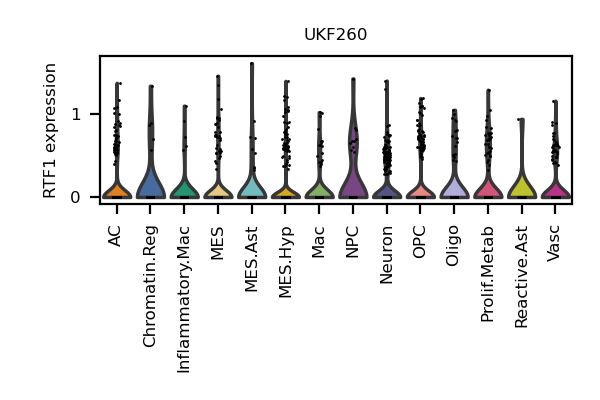 UKF260
RTF1 expression
1
0
AC
Chromatin.Reg
Inflammatory.Mac
MES
MES.Ast
MES.Hyp
Mac
NPC
Neuron
OPC
Oligo
Prolif.Metab
Reactive.Ast
Vasc